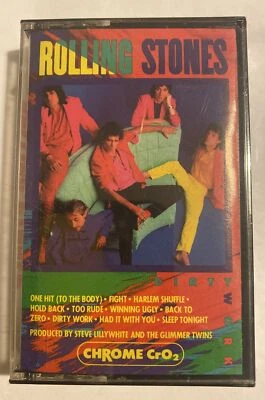 ROLLING STONES
DIRTY
WORK
ONE HIT (TO THE BODY) • FIGHT • HARLEM SHUFFLE •
HOLD BACK • TOO RUDE • WINNING UGLY • BACK TO
ZERO • DIRTY WORK • HAD IT WITH YOU • SLEEP TONIGHT
PRODUCED BY STEVE LILLYWHITE AND THE GLIMMER TWINS
CHROME CrO₂